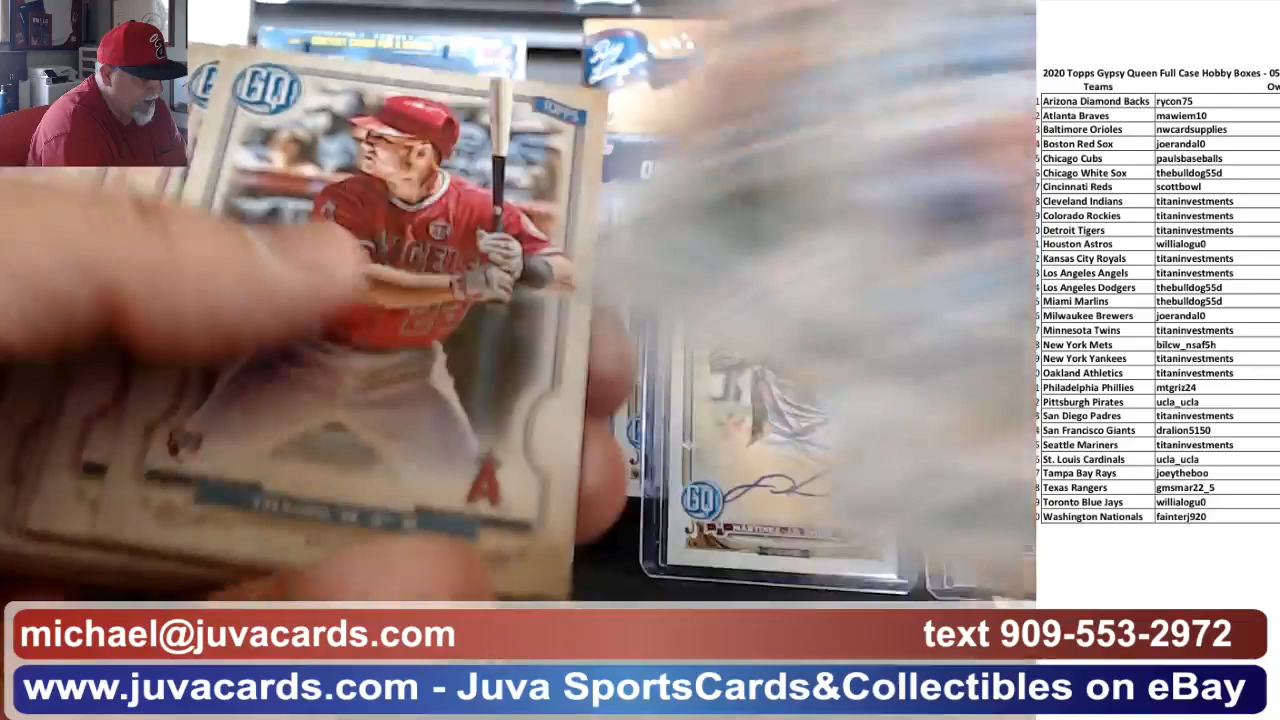 2020 Topps Gypsy Queen Full Case Hobby Boxes - 05
Teams Ow
Arizona Diamond Backs rycon75
Atlanta Braves mawiem10
Baltimore Orioles nwcardsupplies
Boston Red Sox joerandal0
Chicago Cubs paulsbaseballs
Chicago White Sox thebulldog55d
Cincinnati Reds scottbowl
Cleveland Indians titaninvestments
Colorado Rockies titaninvestments
Detroit Tigers titaninvestments
Houston Astros willialogu0
Kansas City Royals titaninvestments
Los Angeles Angels titaninvestments
Los Angeles Dodgers thebulldog55d
Miami Marlins thebulldog55d
Milwaukee Brewers joerandal0
Minnesota Twins titaninvestments
New York Mets bilcw_nsaf5h
New York Yankees titaninvestments
Oakland Athletics titaninvestments
Philadelphia Phillies mtgriz24
Pittsburgh Pirates ucla_ucla
San Diego Padres titaninvestments
San Francisco Giants dralion5150
Seattle Mariners titaninvestments
St. Louis Cardinals ucla_ucla
Tampa Bay Rays joeytheboo
Texas Rangers gmsmar22_5
Toronto Blue Jays willialogu0
Washington Nationals fainterj920
GQ
TOPPS
A
GQ
michael@juvacards.com
text 909-553-2972
www.juvacards.com - Juva SportsCards&Collectibles on eBay